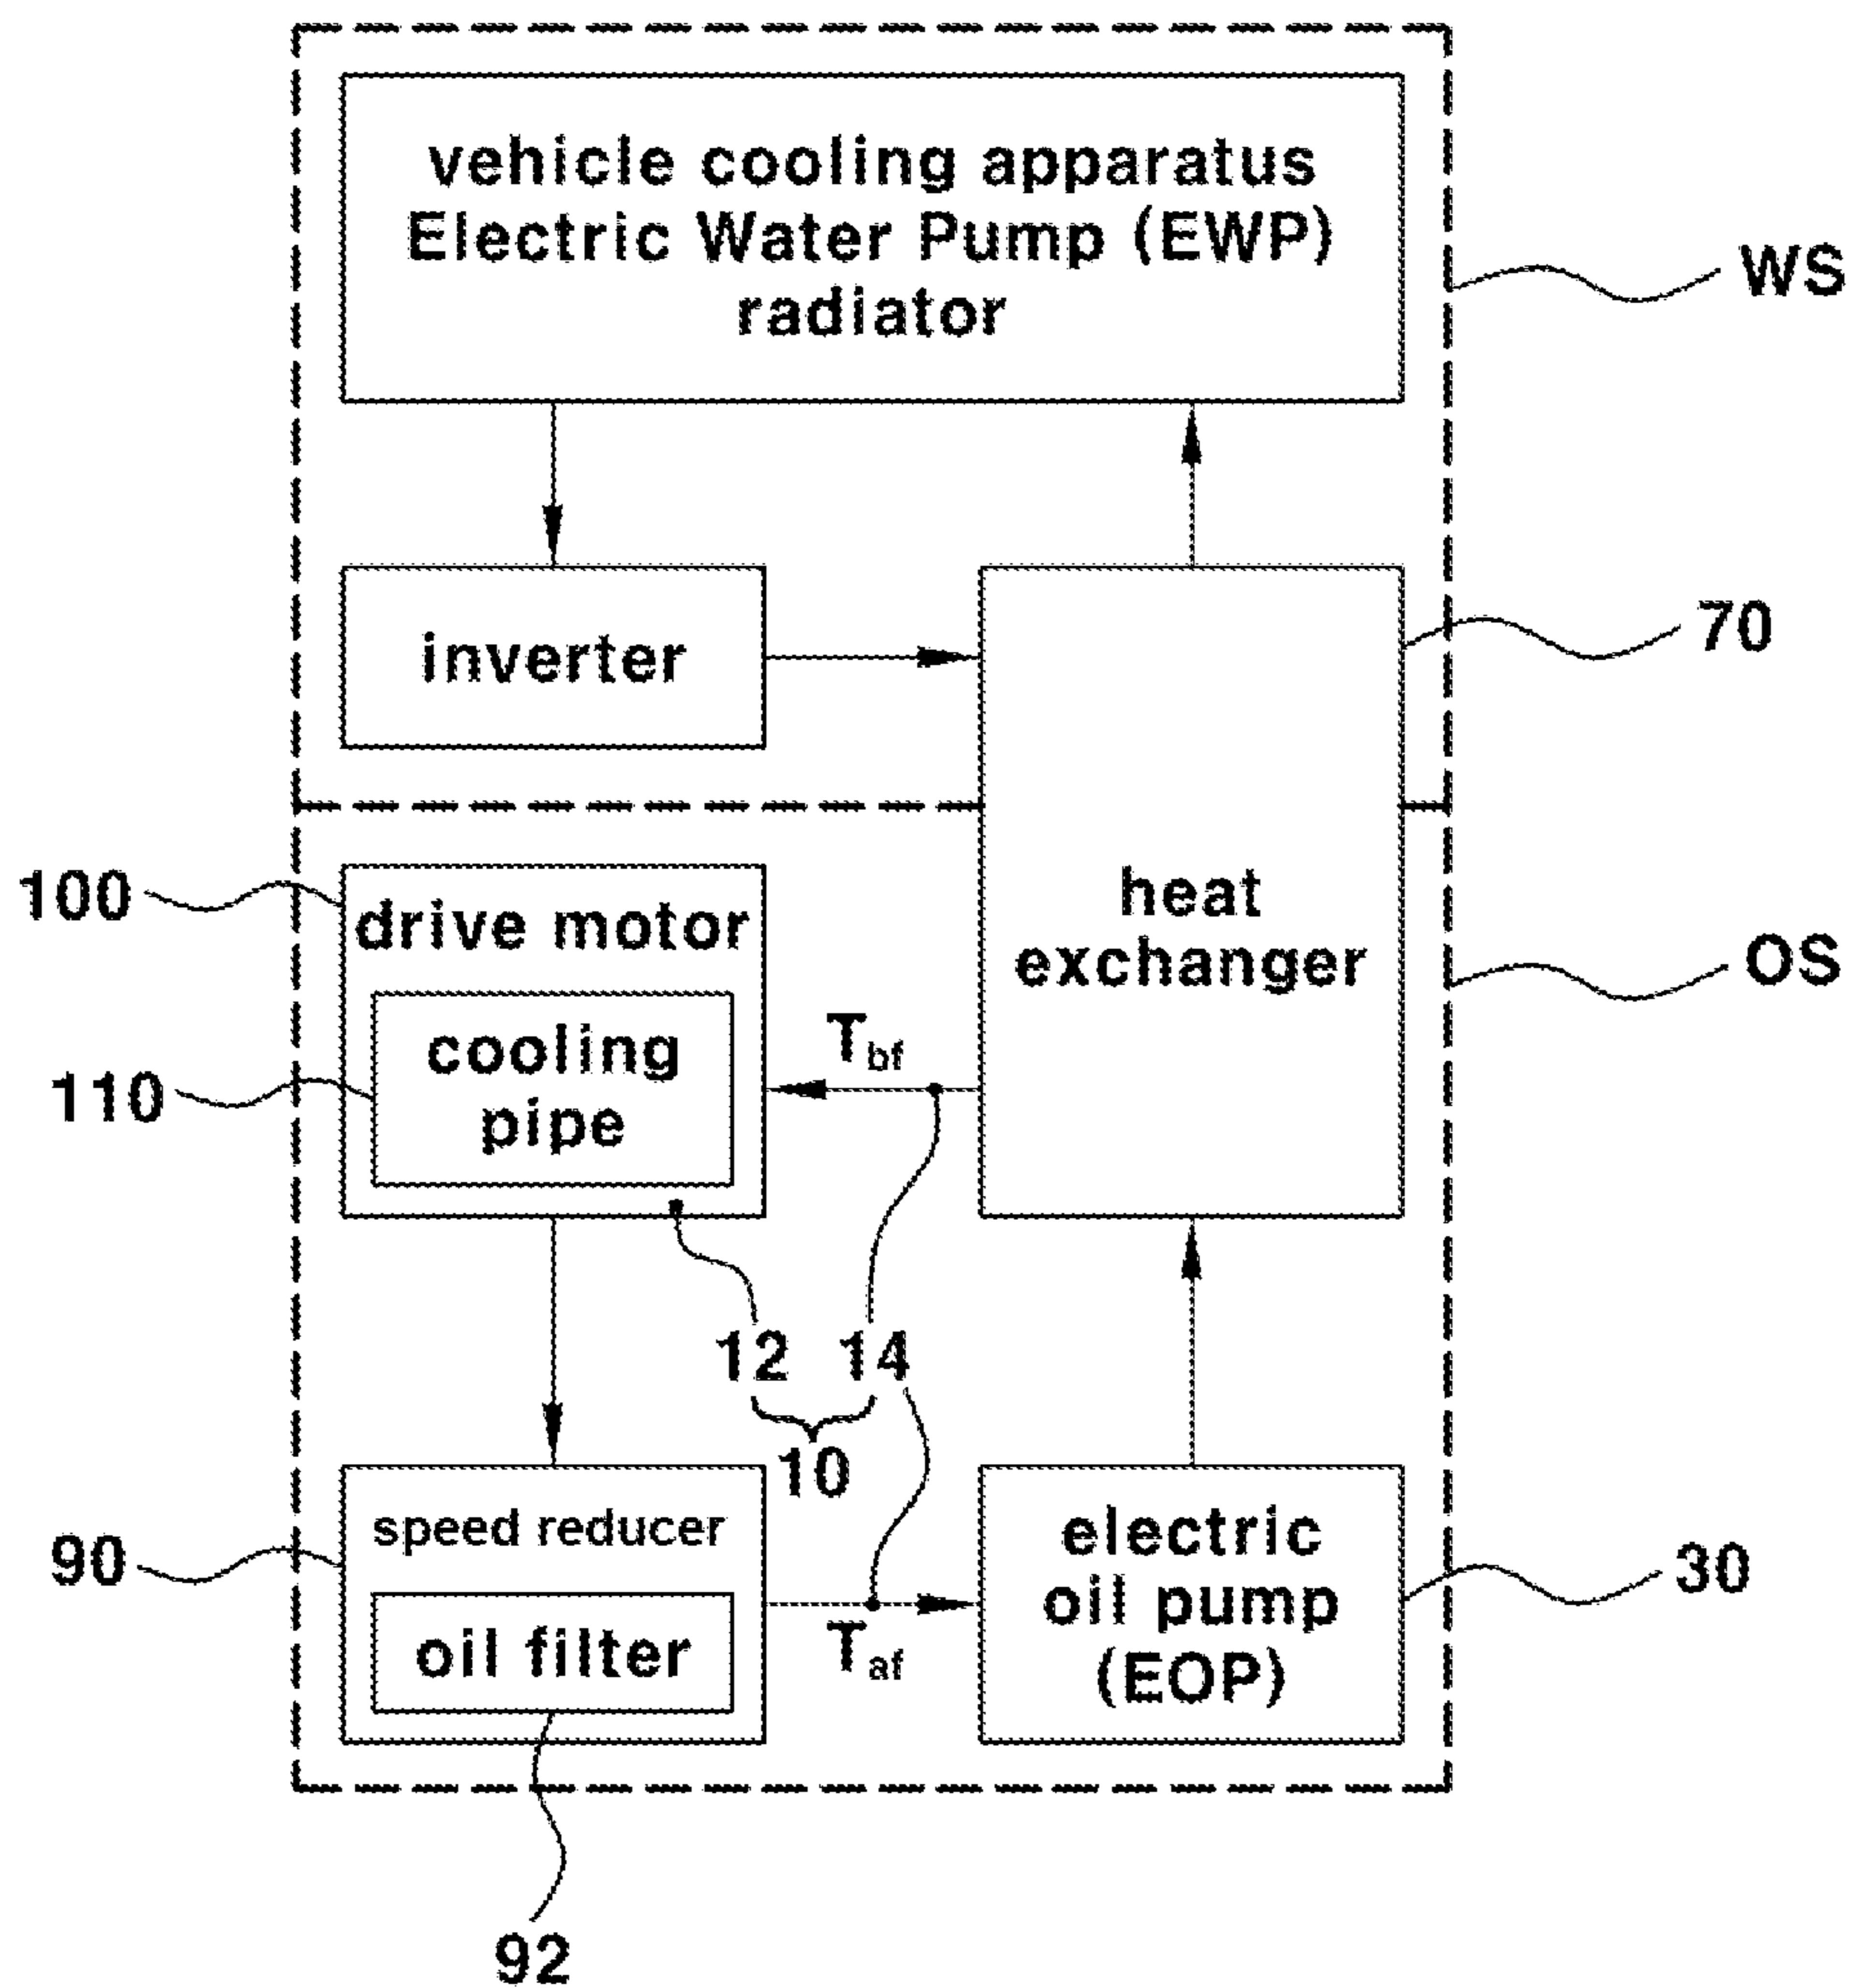 vehicle cooling apparatus
Electric Water Pump (EWP)
radiator
WS
inverter
70
100
drive motor
heat
exchanger
OS
110
cooling
pipe
Tbf
12 14
10
90
speed reducer
oil filter
Taf
electric
oil pump
(EOP)
30
92